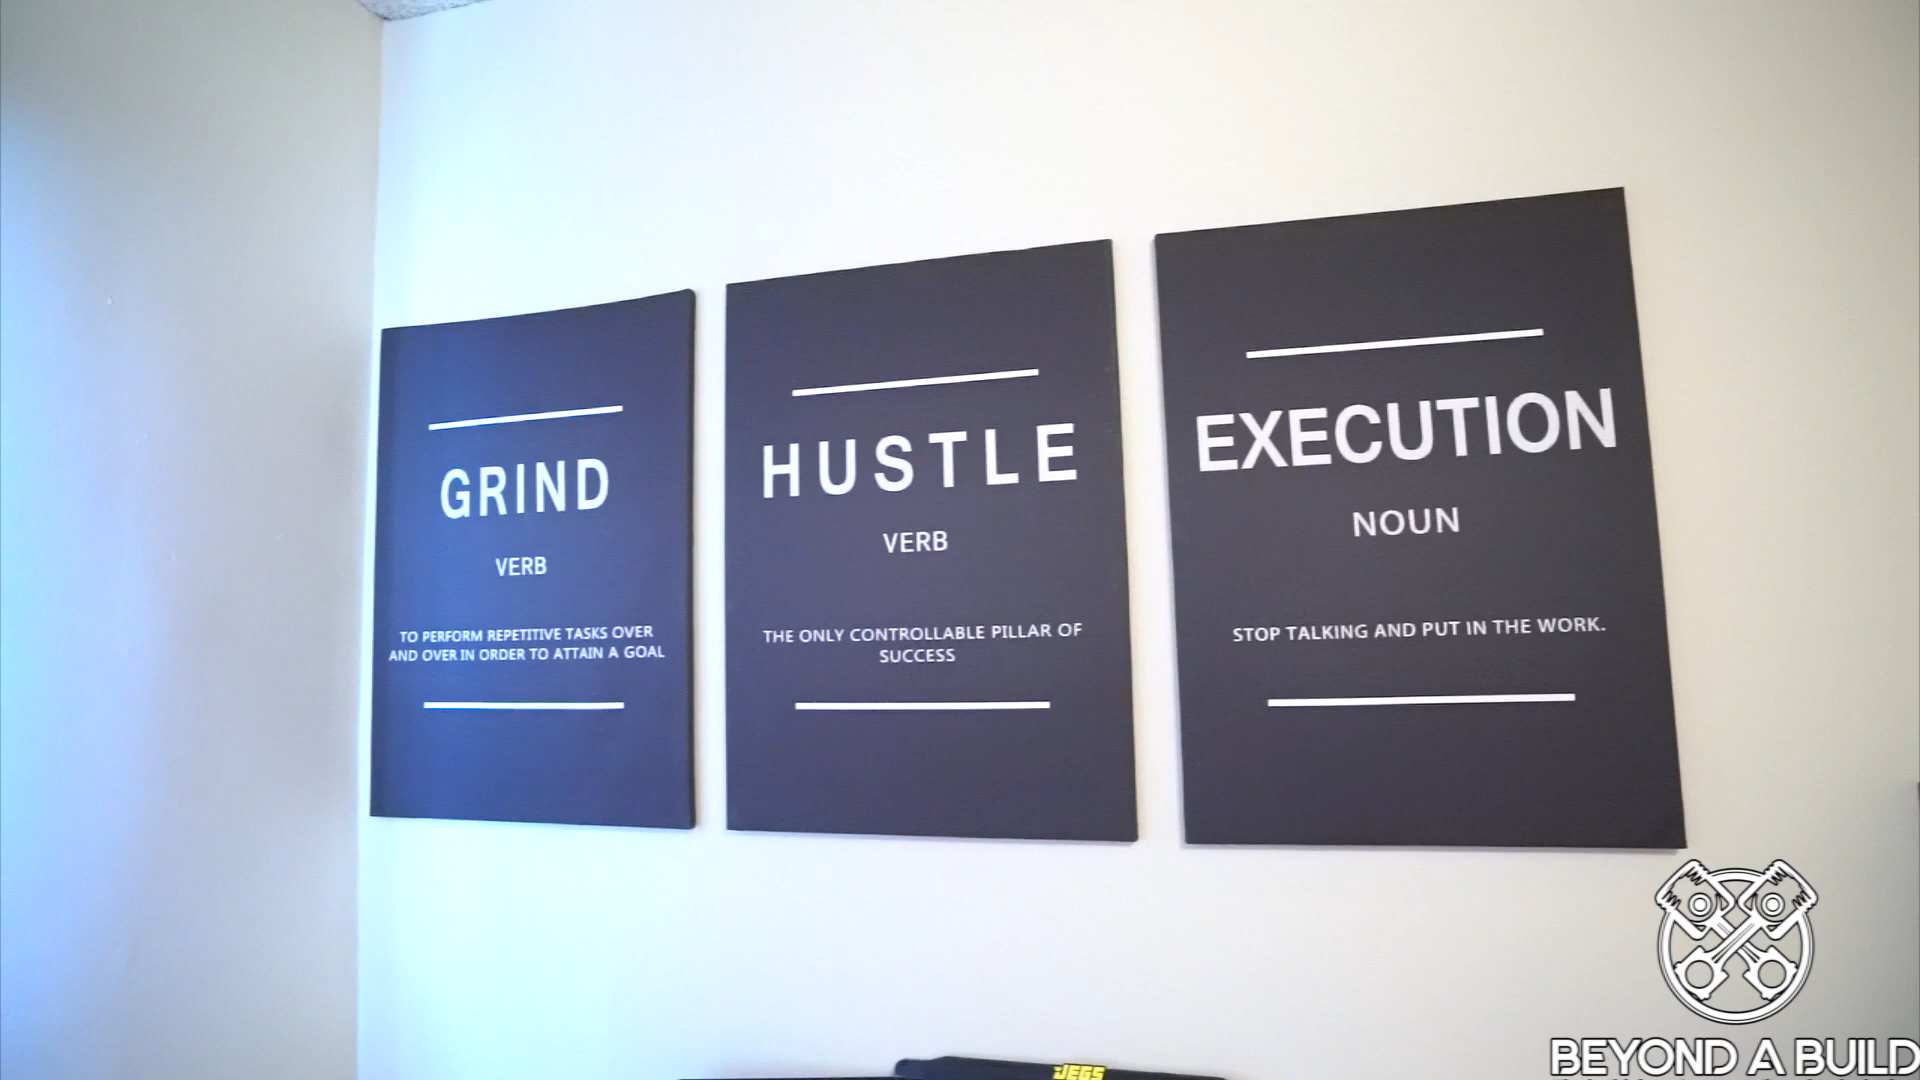 GRIND
VERB
TO PERFORM REPETITIVE TASKS OVER
AND OVER IN ORDER TO ATTAIN A GOAL
HUSTLE
VERB
THE ONLY CONTROLLABLE PILLAR OF
SUCCESS
EXECUTION
NOUN
STOP TALKING AND PUT IN THE WORK.
JEGS
BEYOND A BUILD